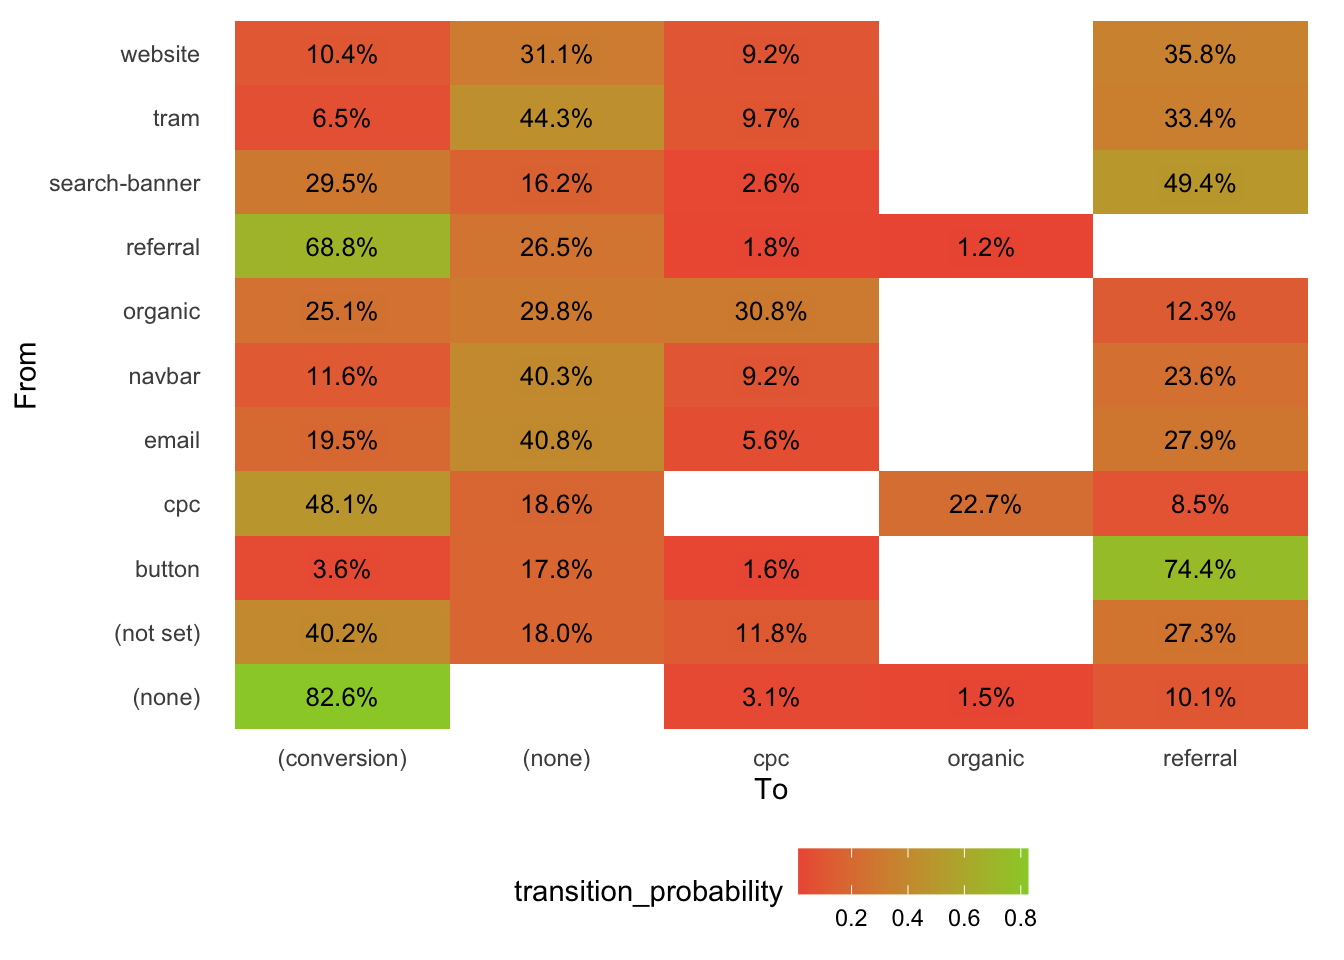 website 10.4% 31.1% 9.2% 35.8%
tram 6.5% 44.3% 9.7% 33.4%
search-banner 29.5% 16.2% 2.6% 49.4%
referral 68.8% 26.5% 1.8% 1.2%
organic 25.1% 29.8% 30.8% 12.3%
From
navbar 11.6% 40.3% 9.2% 23.6%
email 19.5% 40.8% 5.6% 27.9%
cpc 48.1% 18.6% 22.7% 8.5%
button 3.6% 17.8% 1.6% 74.4%
(not set) 40.2% 18.0% 11.8% 27.3%
(none) 82.6% 3.1% 1.5% 10.1%
(conversion) (none) cpc organic referral
To
transition_probability
0.2 0.4 0.6 0.8